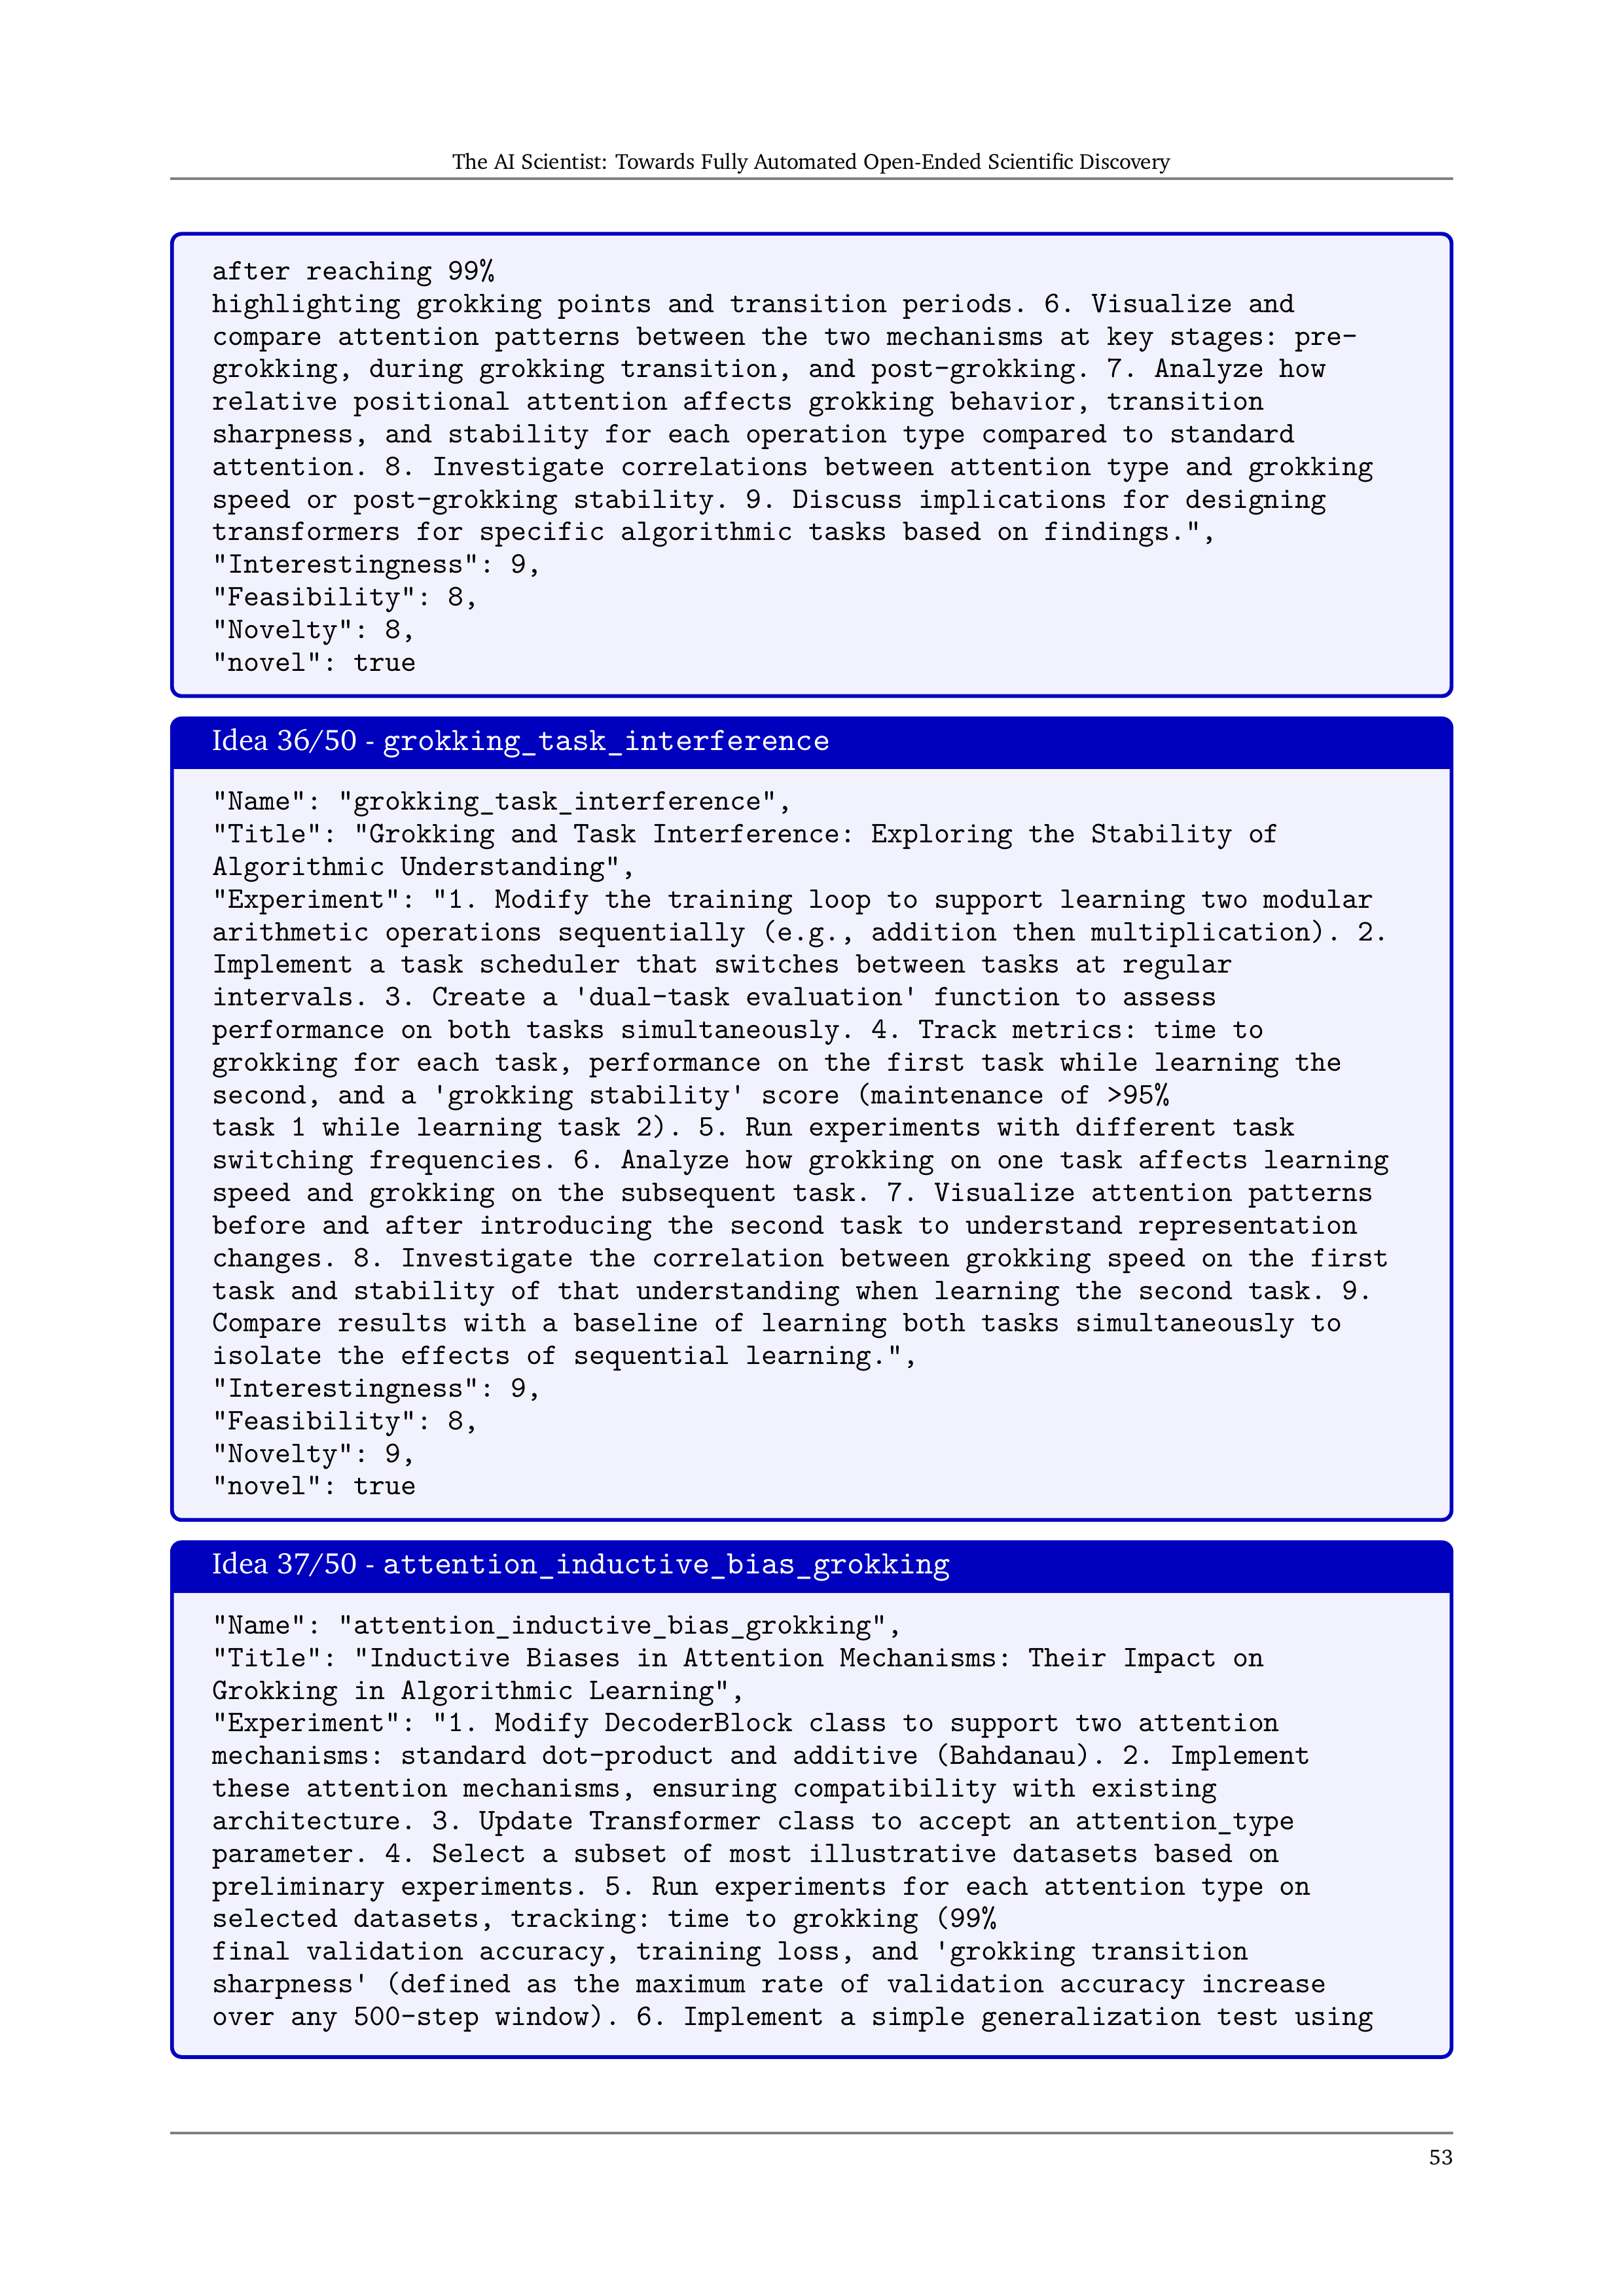 The AI Scientist: Towards Fully Automated Open-Ended Scientific Discovery
after reaching 99%
highlighting grokking points and transition periods. 6. Visualize and
compare attention patterns between the two mechanisms at key stages: pre-
grokking, during grokking transition, and post-grokking. 7. Analyze how
relative positional attention affects grokking behavior, transition
sharpness, and stability for each operation type compared to standard
attention. 8. Investigate correlations between attention type and grokking
speed or post-grokking stability. 9. Discuss implications for designing
transformers for specific algorithmic tasks based on findings.",
"Interestingness": 9,
"Feasibility": 8,
"Novelty": 8,
"novel": true
Idea 36/50 - grokking_task_interference
"Name": "grokking_task_interference",
"Title": "Grokking and Task Interference: Exploring the Stability of
Algorithmic Understanding",
"Experiment": "1. Modify the training loop to support learning two modular
arithmetic operations sequentially (e.g., addition then multiplication). 2.
Implement a task scheduler that switches between tasks at regular
intervals. 3. Create a 'dual-task evaluation' function to assess
performance on both tasks simultaneously. 4. Track metrics: time to
grokking for each task, performance on the first task while learning the
second, and a 'grokking stability' score (maintenance of >95%
task 1 while learning task 2). 5. Run experiments with different task
switching frequencies. 6. Analyze how grokking on one task affects learning
speed and grokking on the subsequent task. 7. Visualize attention patterns
before and after introducing the second task to understand representation
changes. 8. Investigate the correlation between grokking speed on the first
task and stability of that understanding when learning the second task. 9.
Compare results with a baseline of learning both tasks simultaneously to
isolate the effects of sequential learning.",
"Interestingness": 9,
"Feasibility": 8,
"Novelty": 9,
"novel": true
Idea 37/50 - attention_inductive_bias_grokking
"Name": "attention_inductive_bias_grokking",
"Title": "Inductive Biases in Attention Mechanisms: Their Impact on
Grokking in Algorithmic Learning",
"Experiment": "1. Modify DecoderBlock class to support two attention
mechanisms: standard dot-product and additive (Bahdanau). 2. Implement
these attention mechanisms, ensuring compatibility with existing
architecture. 3. Update Transformer class to accept an attention_type
parameter. 4. Select a subset of most illustrative datasets based on
preliminary experiments. 5. Run experiments for each attention type on
selected datasets, tracking: time to grokking (99%
final validation accuracy, training loss, and 'grokking transition
sharpness' (defined as the maximum rate of validation accuracy increase
over any 500-step window). 6. Implement a simple generalization test using
53